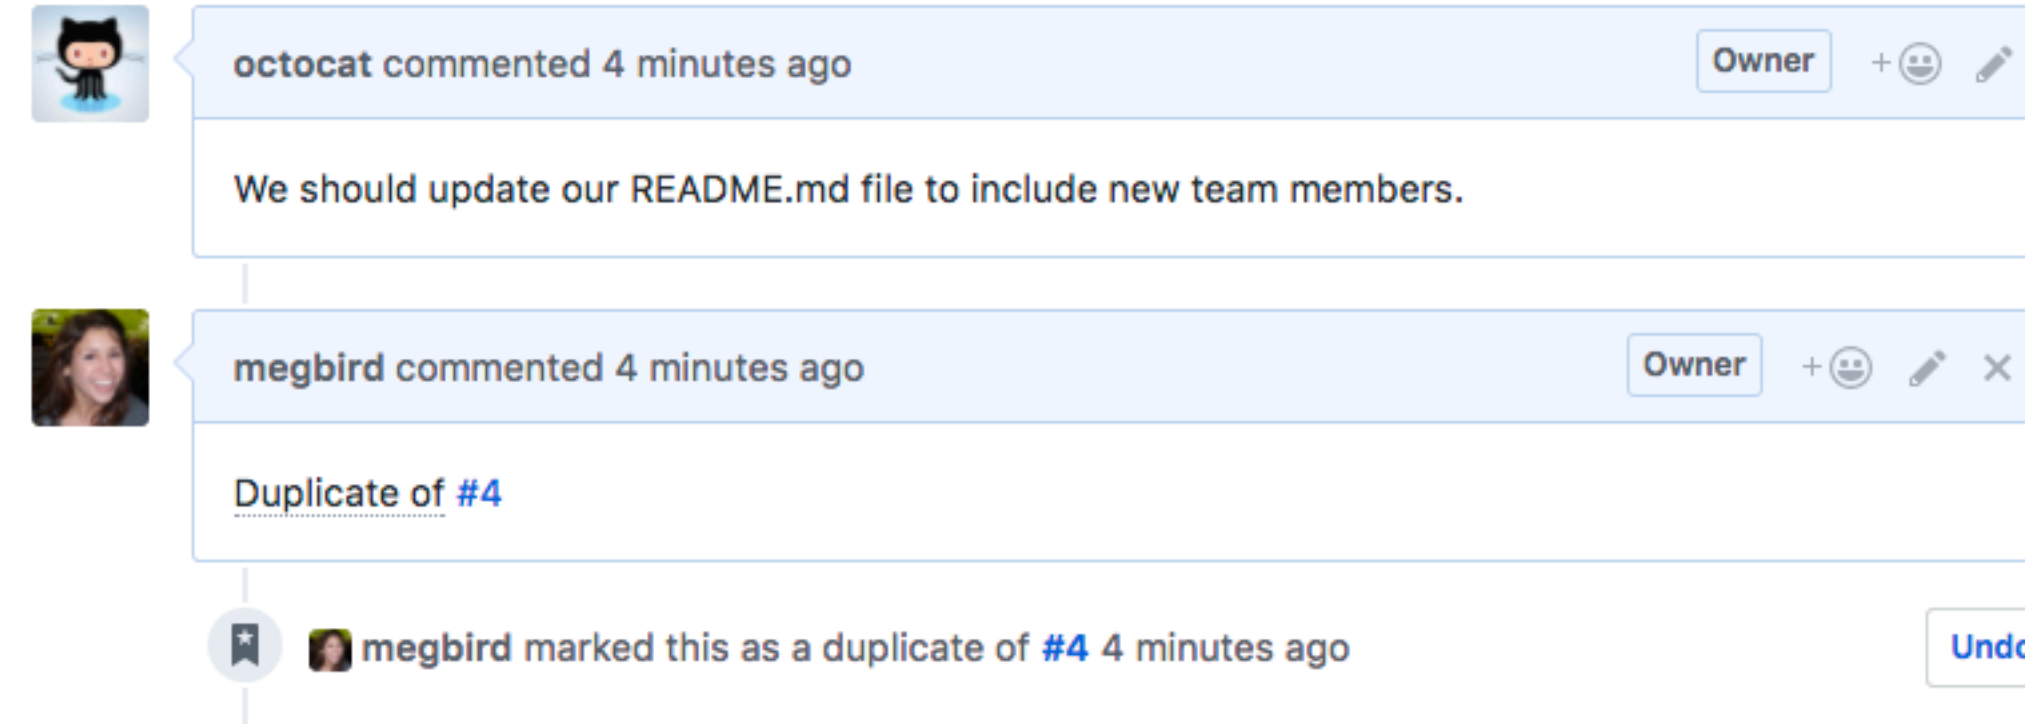 octocat commented 4 minutes ago Owner
We should update our README.md file to include new team members.
megbird commented 4 minutes ago Owner
Duplicate of #4
megbird marked this as a duplicate of #4 4 minutes ago